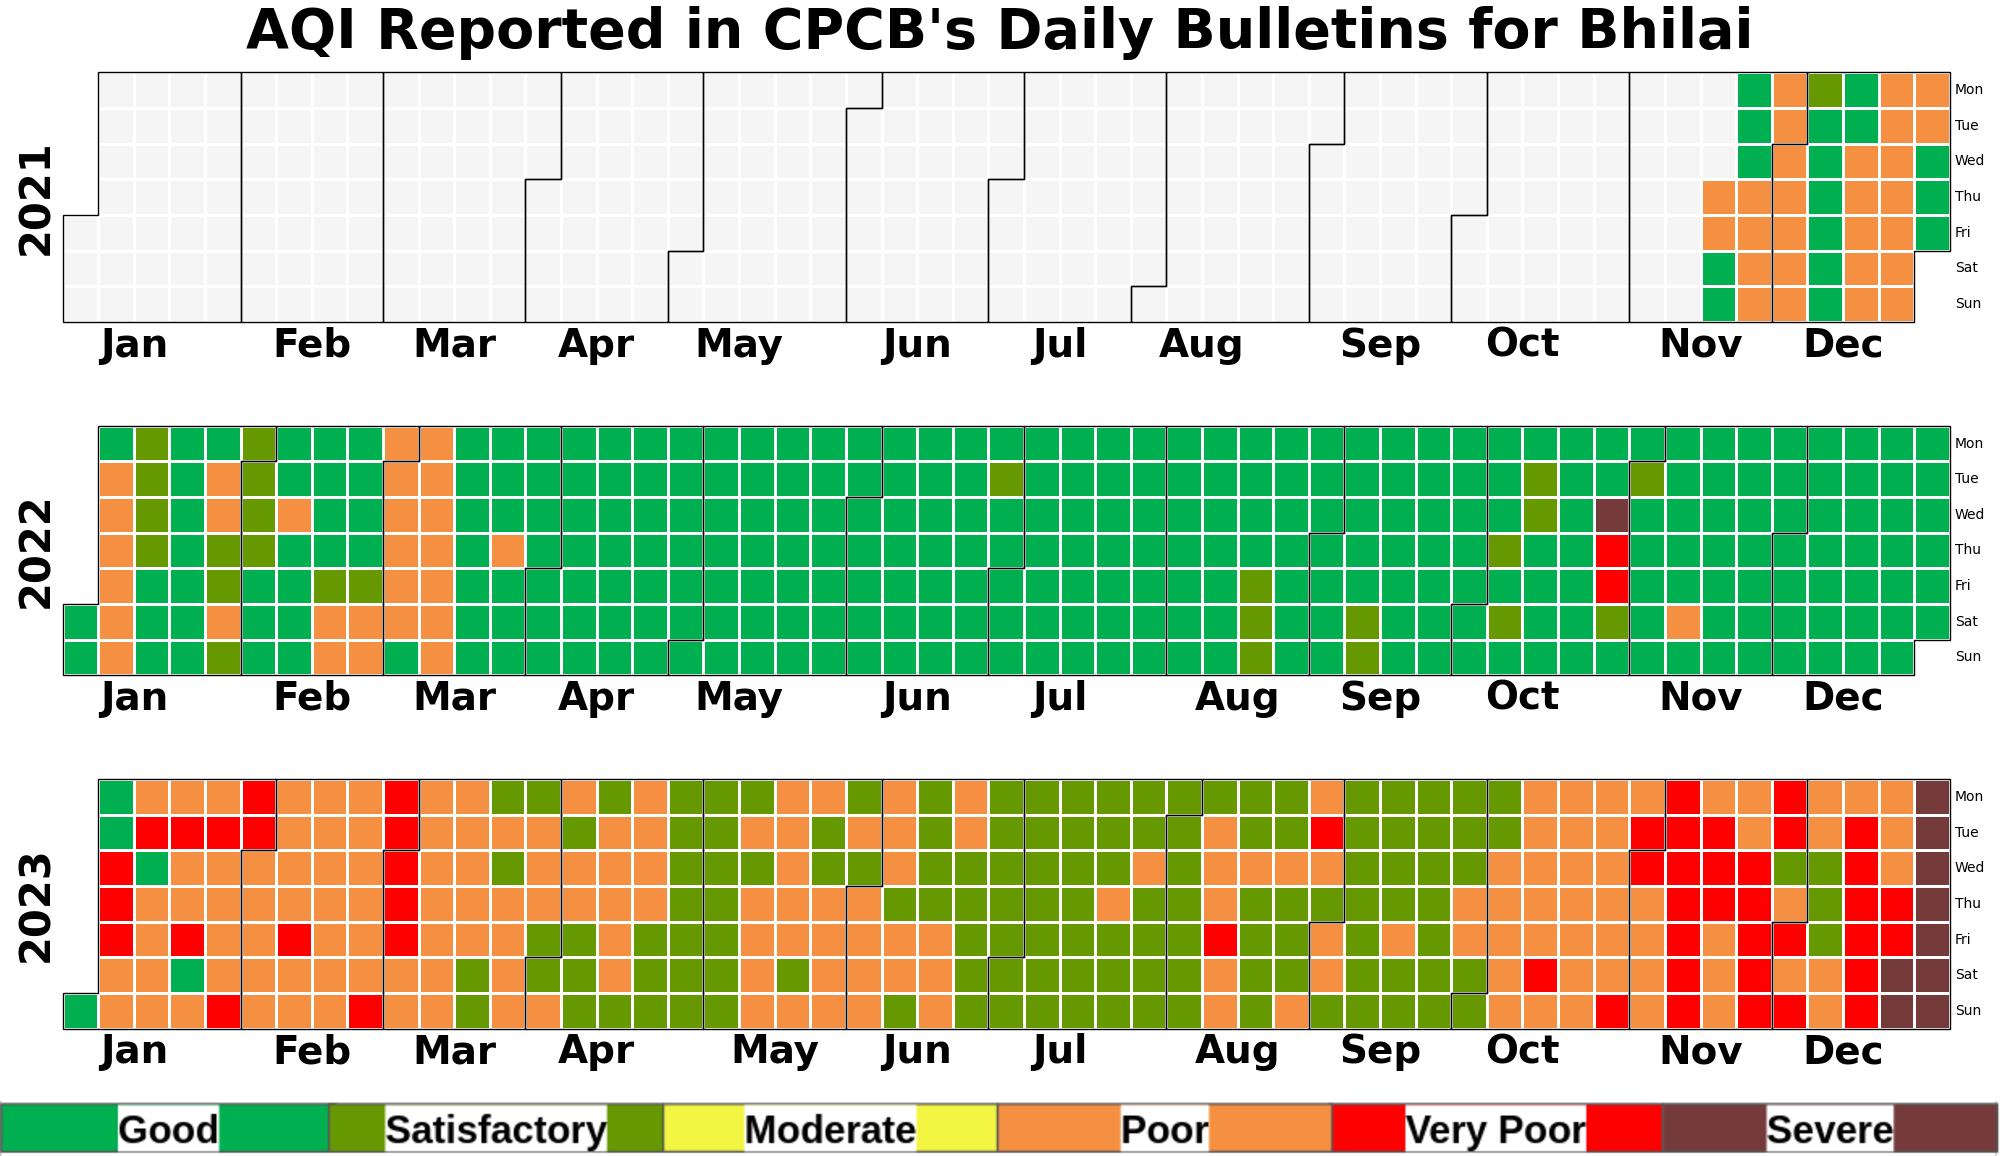 AQI Reported in CPCB's Daily Bulletins for Bhilai
2021
Mon
Tue
Wed
Thu
Fri
Sat
Sun
Jan Feb Mar Apr May Jun Jul Aug Sep Oct Nov Dec
2022
Mon
Tue
Wed
Thu
Fri
Sat
Sun
Jan Feb Mar Apr May Jun Jul Aug Sep Oct Nov Dec
2023
Mon
Tue
Wed
Thu
Fri
Sat
Sun
Jan Feb Mar Apr May Jun Jul Aug Sep Oct Nov Dec
Good Satisfactory Moderate Poor Very Poor Severe